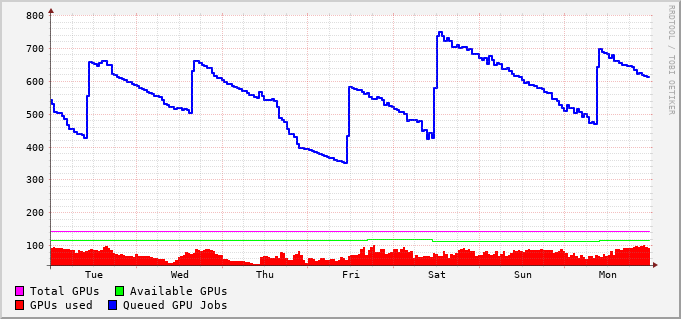 800
700
600
500
400
300
200
100
Tue Wed Thu Fri Sat Sun Mon
Total GPUs Available GPUs
GPUs used Queued GPU Jobs
RRDTOOL / TOBI OETIKER